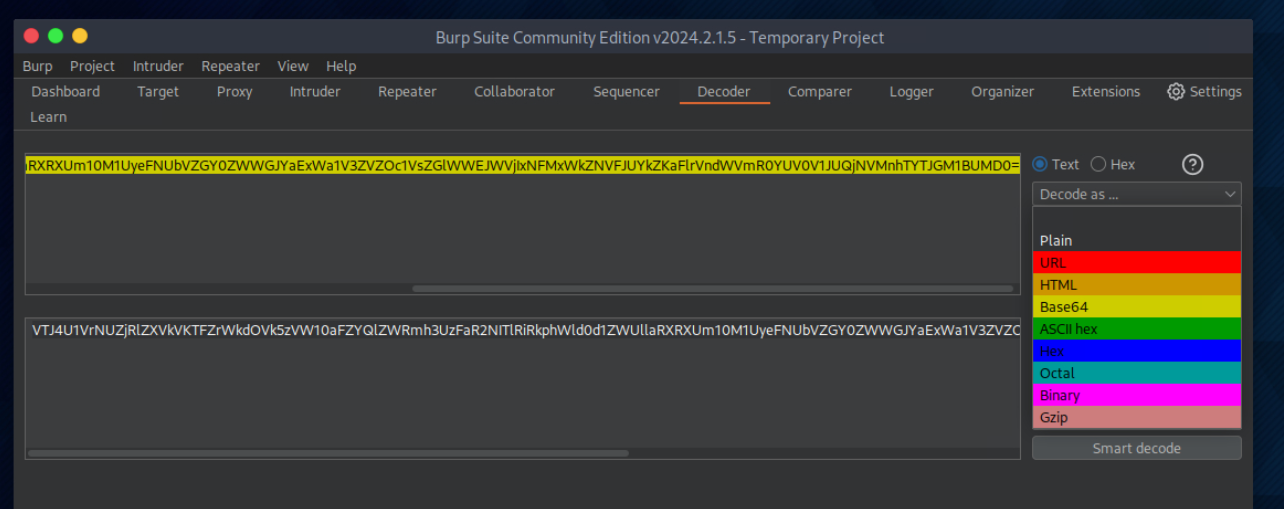 Burp Suite Community Edition v2024.2.1.5 - Temporary Project
Burp Project Intruder Repeater View Help
Dashboard Target Proxy Intruder Repeater Collaborator Sequencer Decoder Comparer Logger Organizer Extensions Settings
Learn
Text Hex ?
Decode as ...
Plain
URL
HTML
Base64
ASCII hex
Hex
Octal
Binary
Gzip
Smart decode